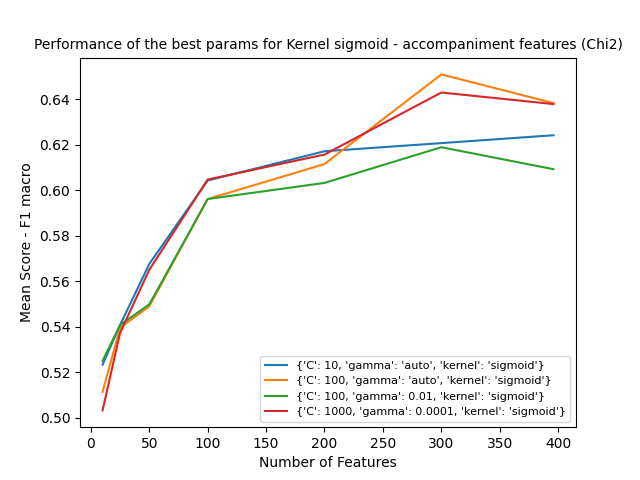 Performance of the best params for Kernel sigmoid - accompaniment features (Chi2)
Mean Score - F1 macro
0.64
0.62
0.60
0.58
0.56
0.54
0.52
0.50
{'C': 10, 'gamma': 'auto', 'kernel': 'sigmoid'}
{'C': 100, 'gamma': 'auto', 'kernel': 'sigmoid'}
{'C': 100, 'gamma': 0.01, 'kernel': 'sigmoid'}
{'C': 1000, 'gamma': 0.0001, 'kernel': 'sigmoid'}
0 50 100 150 200 250 300 350 400
Number of Features